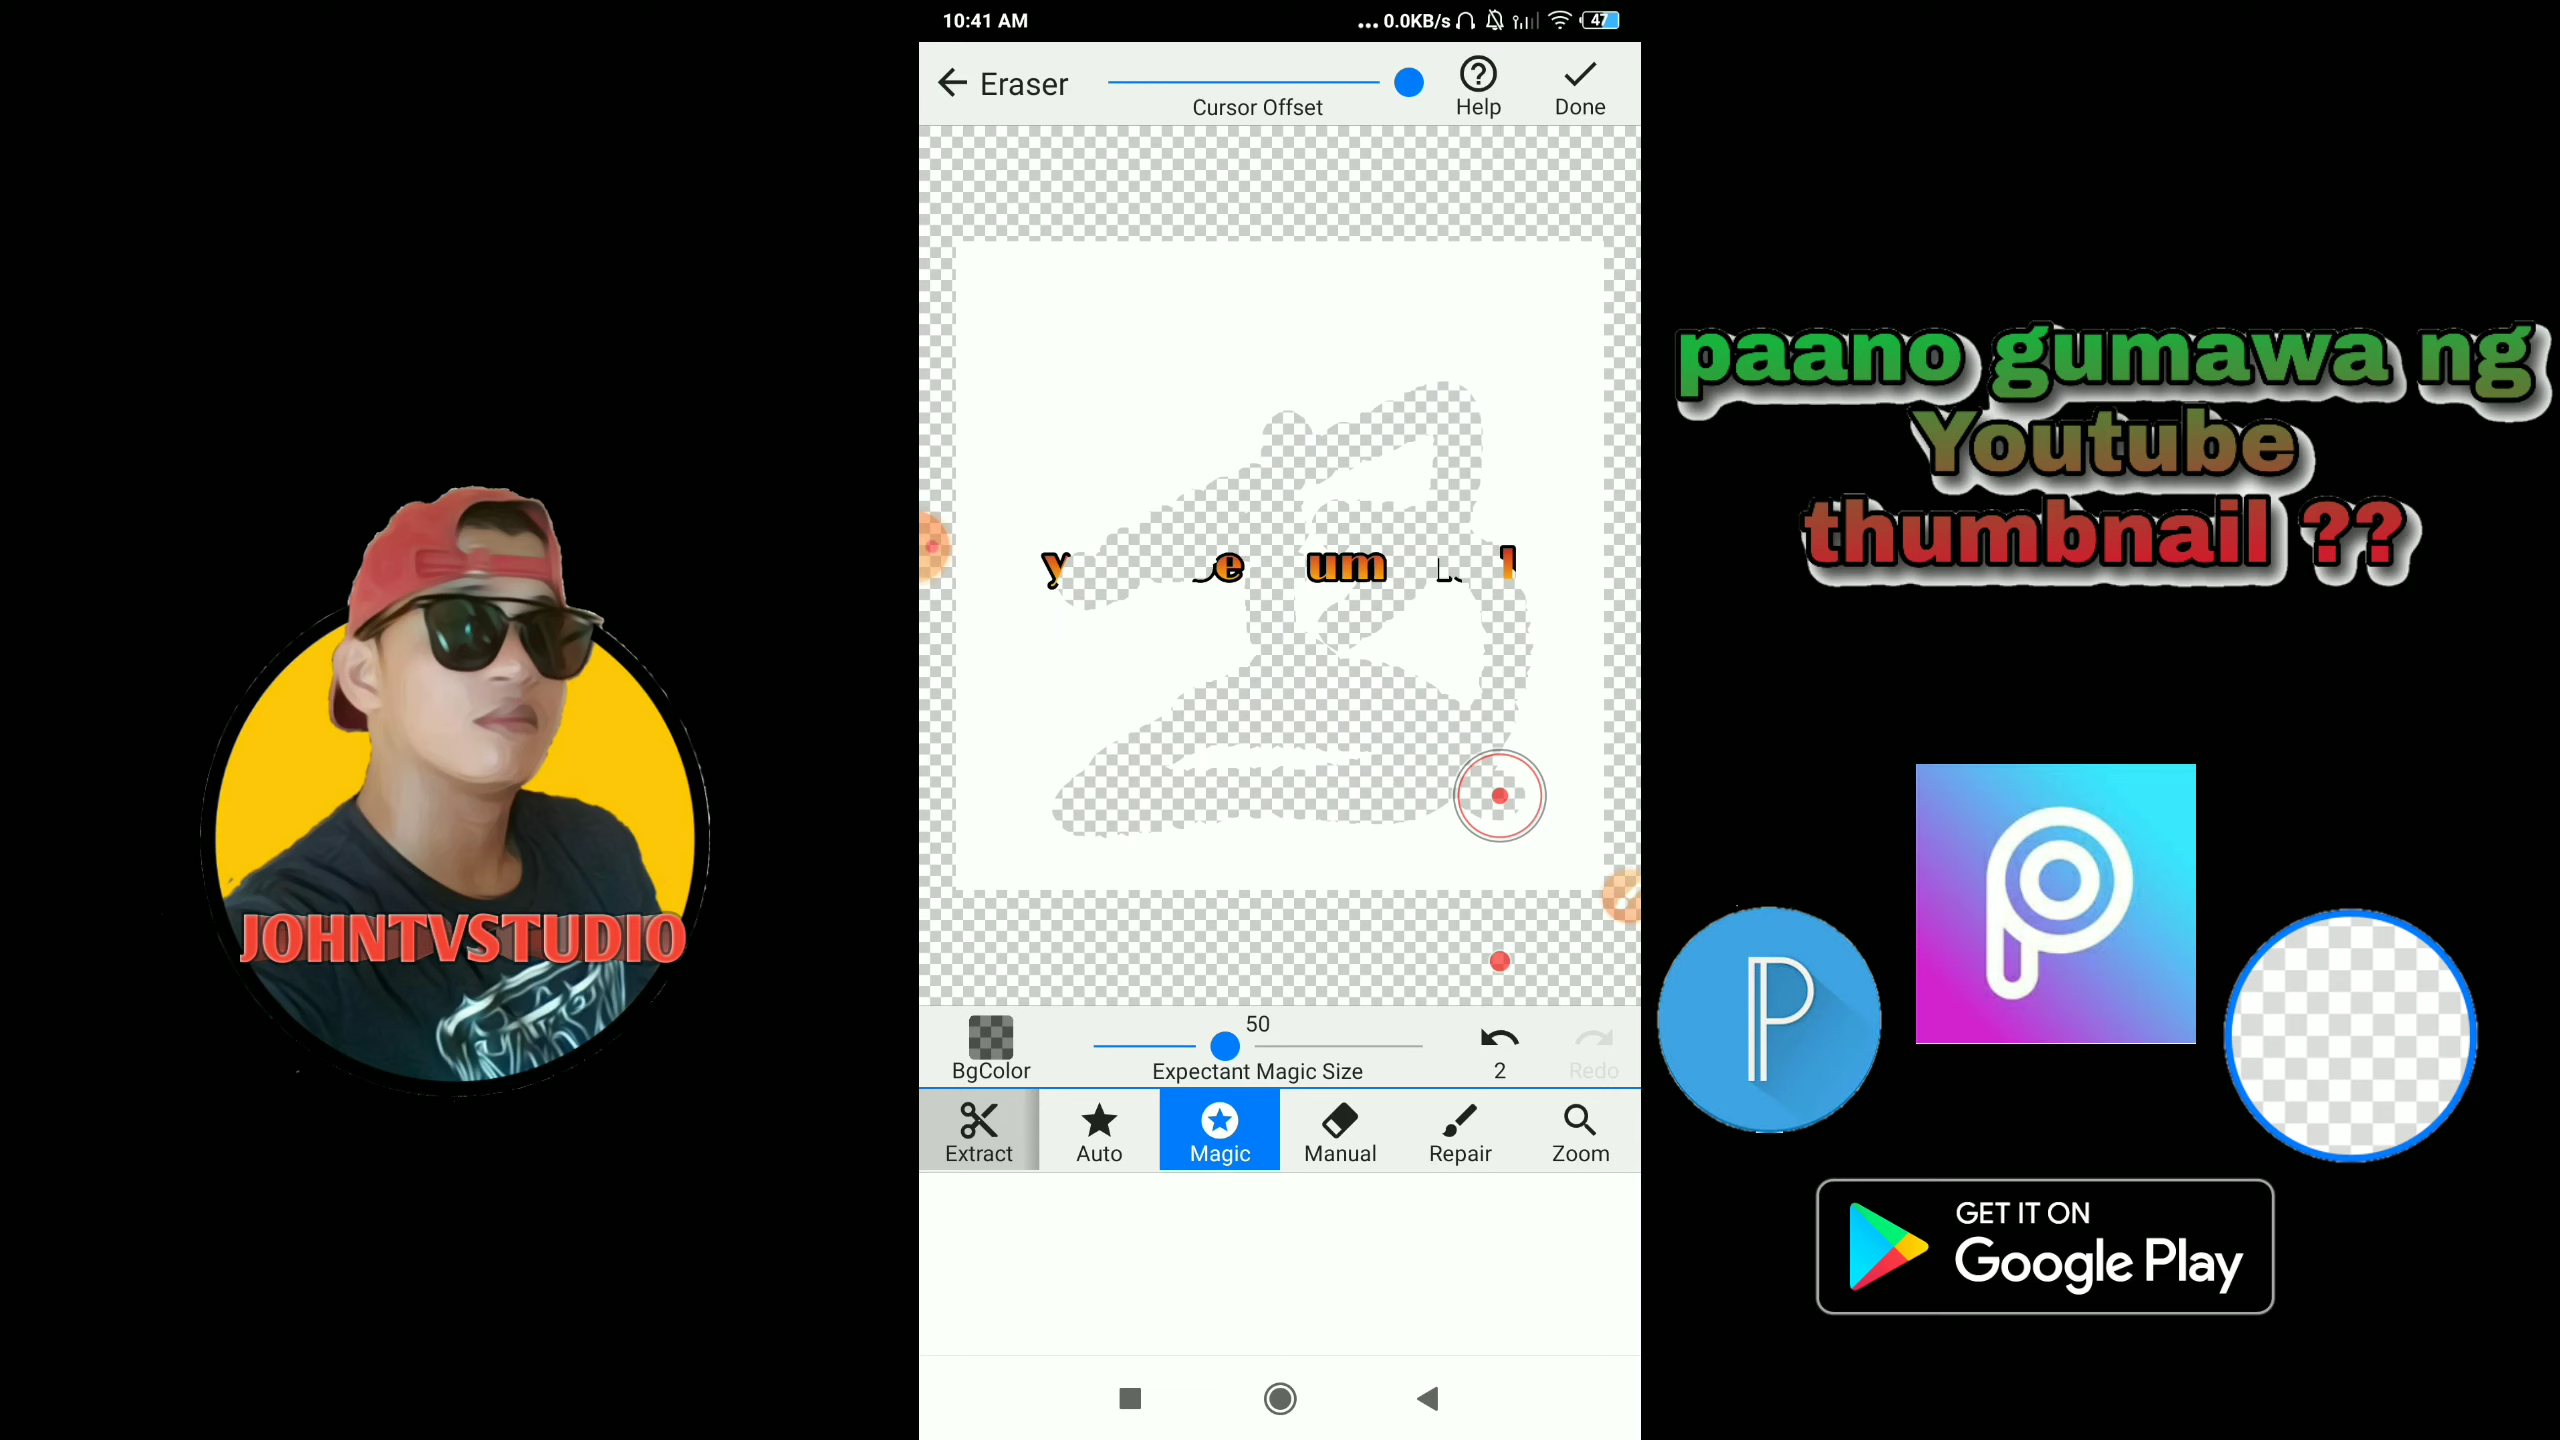 10:41 AM
... 0.0KB/s
47
Eraser
Cursor Offset
Help
Done
paano gumawa ng
Youtube
thumbnail ??
y
e
um
JOHNTVSTUDIO
50
BgColor
Expectant Magic Size
2
Redo
Extract
Auto
Magic
Manual
Repair
Zoom
GET IT ON
Google Play